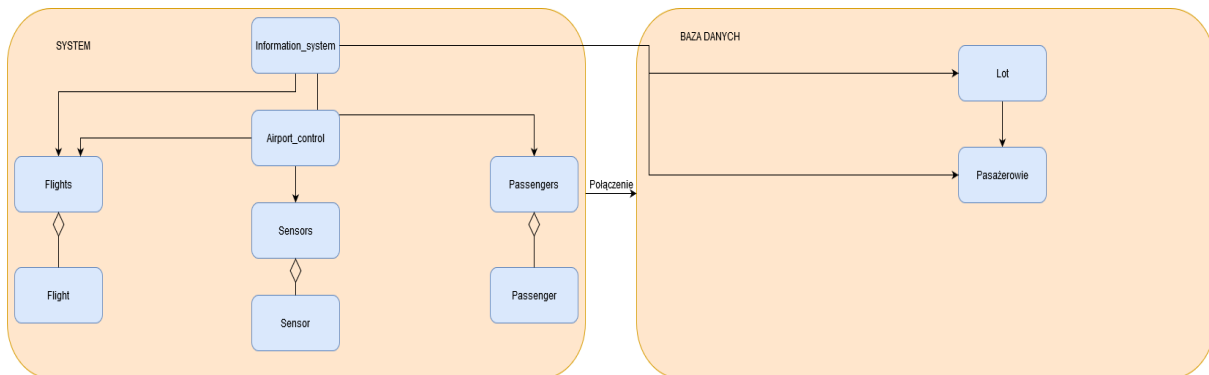 SYSTEM
Information_system
Airport_control
Flights
Passengers
Sensors
Flight
Sensor
Passenger
Połączenie
BAZA DANYCH
Lot
Pasażerowie